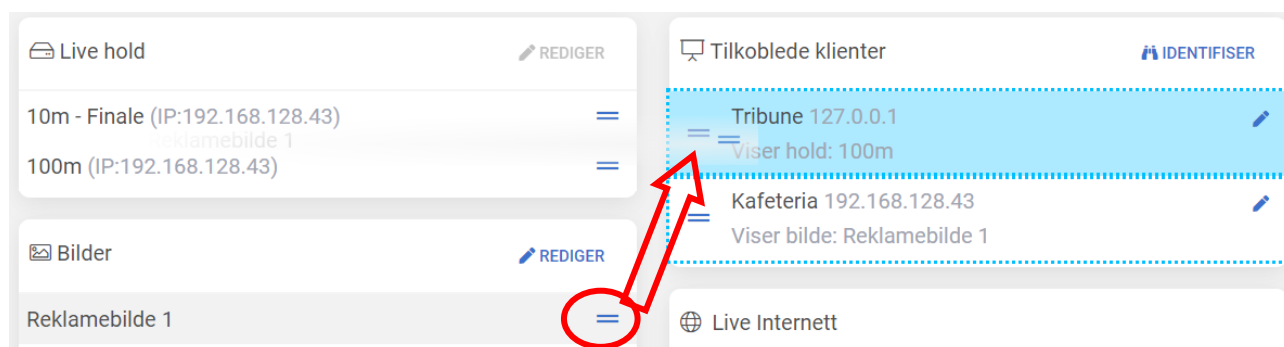 Live hold
REDIGER
10m - Finale (IP:192.168.128.43)
Reklamebilde 1
100m (IP:192.168.128.43)
Bilder
REDIGER
Reklamebilde 1
Tilkoblede klienter
IDENTIFISER
Tribune 127.0.0.1
Viser hold: 100m
Kafeteria 192.168.128.43
Viser bilde: Reklamebilde 1
Live Internett